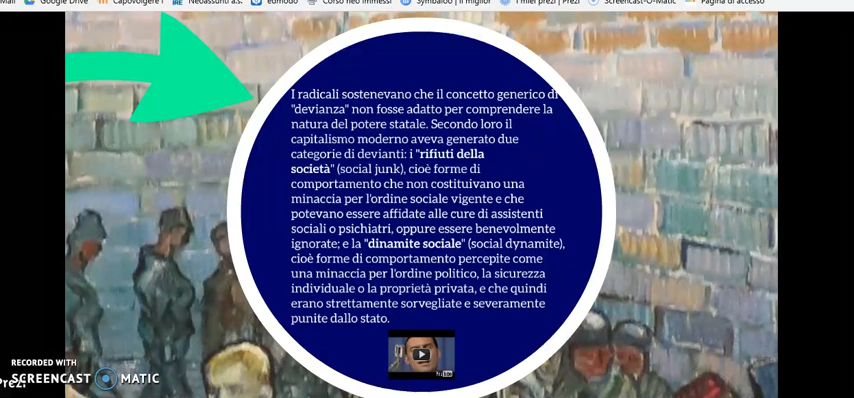 Mail Google Drive Capovolgere l Neoassunti a.s. edmodo Corso neo immessi Symbaloo | Il miglior I miei prezi | Prezi Screencast-O-Matic Pagina di accesso
I radicali sostenevano che il concetto generico di
"devianza" non fosse adatto per comprendere la
natura del potere statale. Secondo loro il
capitalismo moderno aveva generato due
categorie di devianti: i "rifiuti della
società" (social junk), cioè forme di
comportamento che non costituivano una
minaccia per l'ordine sociale vigente e che
potevano essere affidate alle cure di assistenti
sociali o psichiatri, oppure essere benevolmente
ignorate; e la "dinamite sociale" (social dynamite),
cioè forme di comportamento percepite come
una minaccia per l'ordine politico, la sicurezza
individuale o la proprietà privata, e che quindi
erano strettamente sorvegliate e severamente
punite dallo stato.
RECORDED WITH
Prezi
SCREENCAST MATIC